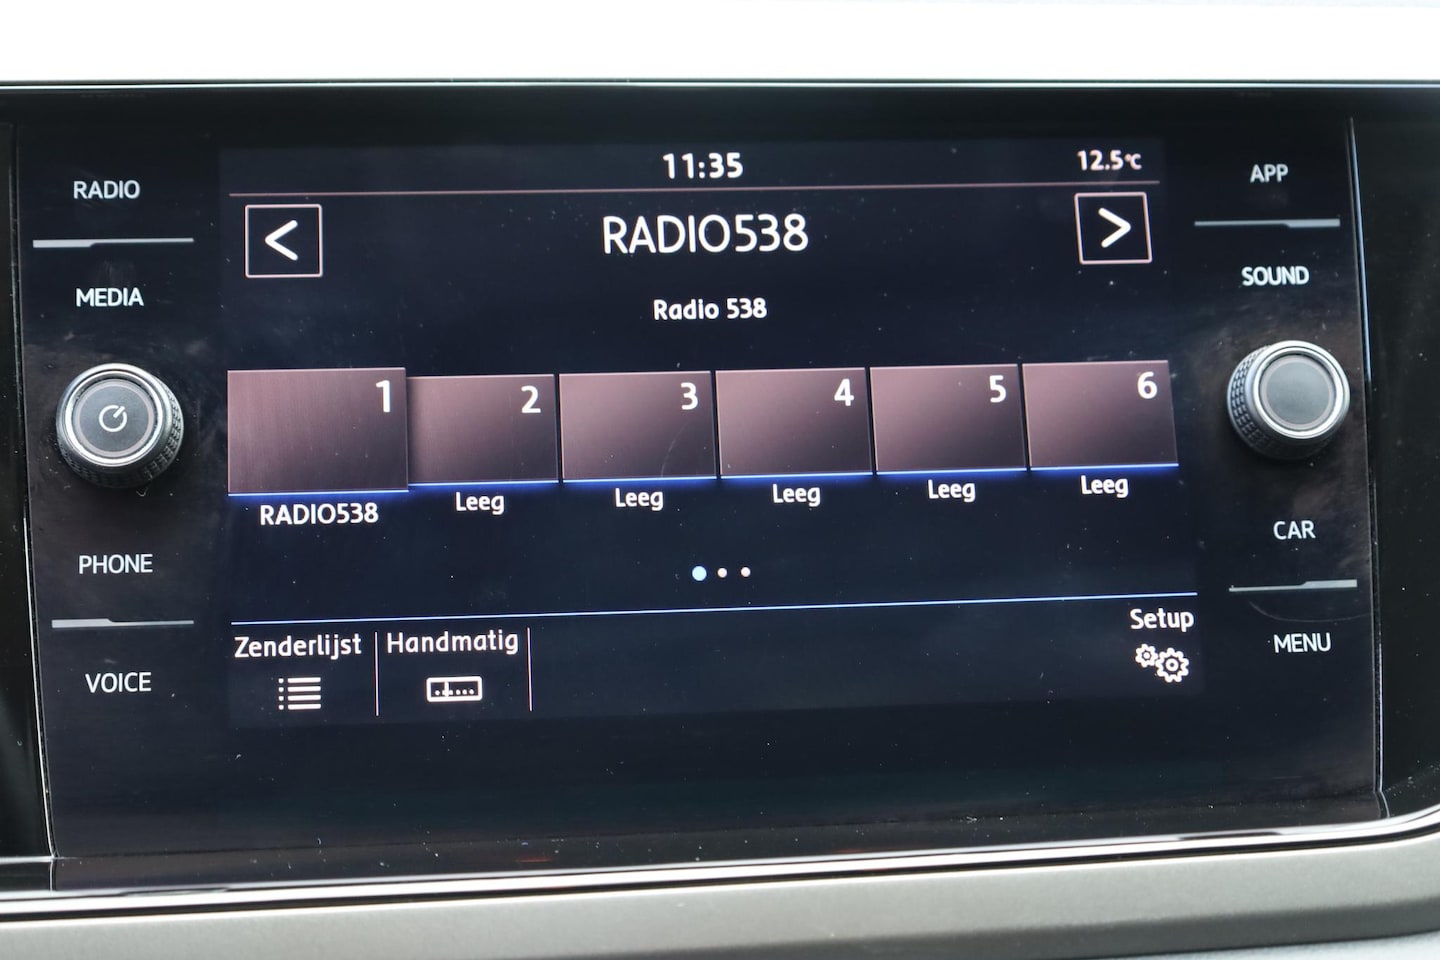 11:35
12.5°C
RADIO
APP
<
RADIO538
>
MEDIA
SOUND
Radio 538
1
2
3
4
5
6
RADIO538
Leeg
Leeg
Leeg
Leeg
Leeg
PHONE
CAR
Zenderlijst
Handmatig
Setup
VOICE
MENU